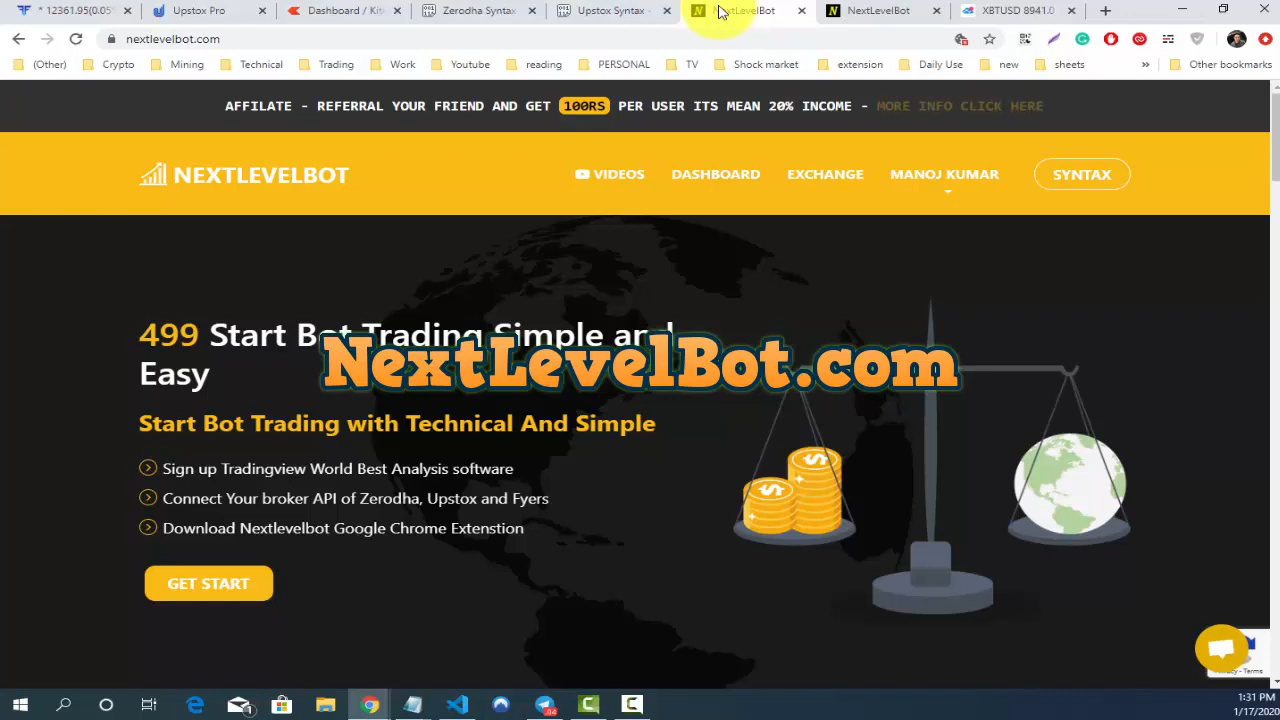 * 12361.95(0.05
Upstox Pro
Dashboard / Kit
Zerodha Syntax
Upstox Syntax -
NextLevelBot
NextLevelBot
XBTUSD 8941.0
nextlevelbot.com
(Other)
Crypto
Mining
Technical
Trading
Work
Youtube
reading
PERSONAL
TV
Shock market
extension
Daily Use
new
sheets
»
Other bookmarks
AFFILATE - REFERRAL YOUR FRIEND AND GET 100RS PER USER ITS MEAN 20% INCOME - MORE INFO CLICK HERE
NEXTLEVELBOT
VIDEOS
DASHBOARD
EXCHANGE
MANOJ KUMAR
SYNTAX
499 Start Bot Trading Simple and
Easy
NextLevelBot.com
Start Bot Trading with Technical And Simple
Sign up Tradingview World Best Analysis software
Connect Your broker API of Zerodha, Upstox and Fyers
Download Nextlevelbot Google Chrome Extenstion
GET START
- Terms
1:31 PM
1/17/2020